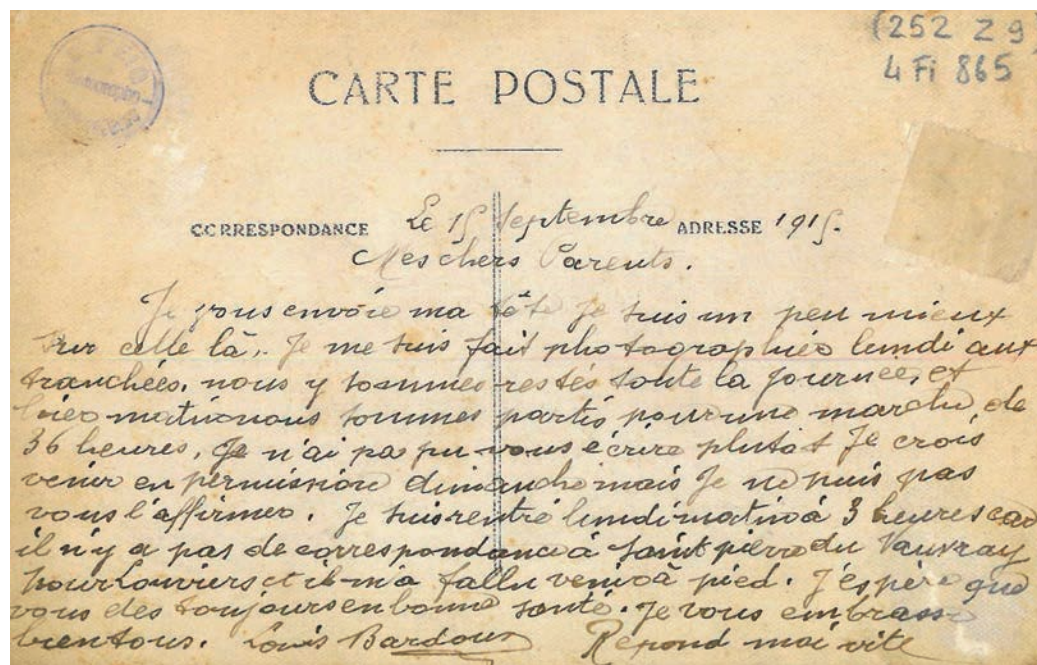 (252 Z 9)
4 Fi 865
CARTE POSTALE
CORRESPONDANCE
ADRESSE
Le 15 Septembre 1915.
Mes chers Parents.
Je vous envoie ma tête je suis un peu mieux
sur celle là. Je me suis fait photographier lundi aux
tranchées. nous y sommes restés toute la journée, et
hier matin nous sommes partis pour une marche de
36 heures, Je n'ai pas pu vous écrire plutôt Je crois
venir en permission dimanche mais Je ne puis pas
vous l'affirmer. Je suis rentré lundi matin à 3 heures car
il n'y a pas de correspondance à Saint pierre du Vauvray
pour Louviers et il m'a fallu venir à pied. J'espère que
vous êtes toujours en bonne santé. Je vous embrasse
bien tous. Louis Bardoux Répond moi vite